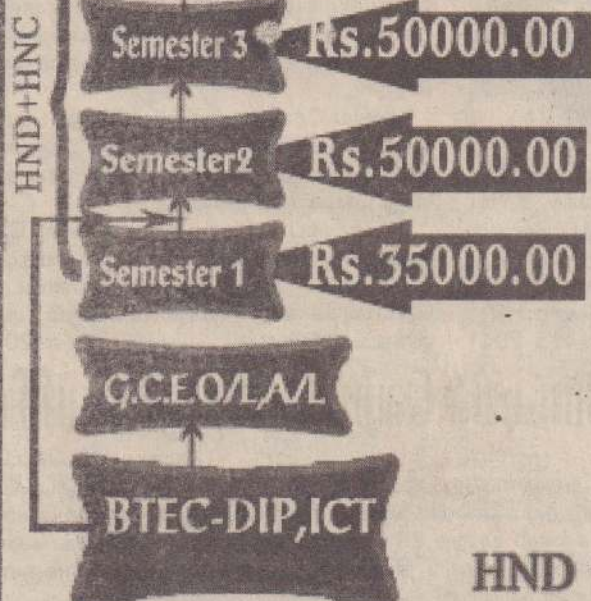 HND+HNC
Semester 3 Rs.50000.00
Semester2 Rs.50000.00
Semester 1 Rs.35000.00
G.C.E.O/L,A/L
BTEC-DIP,ICT
HND